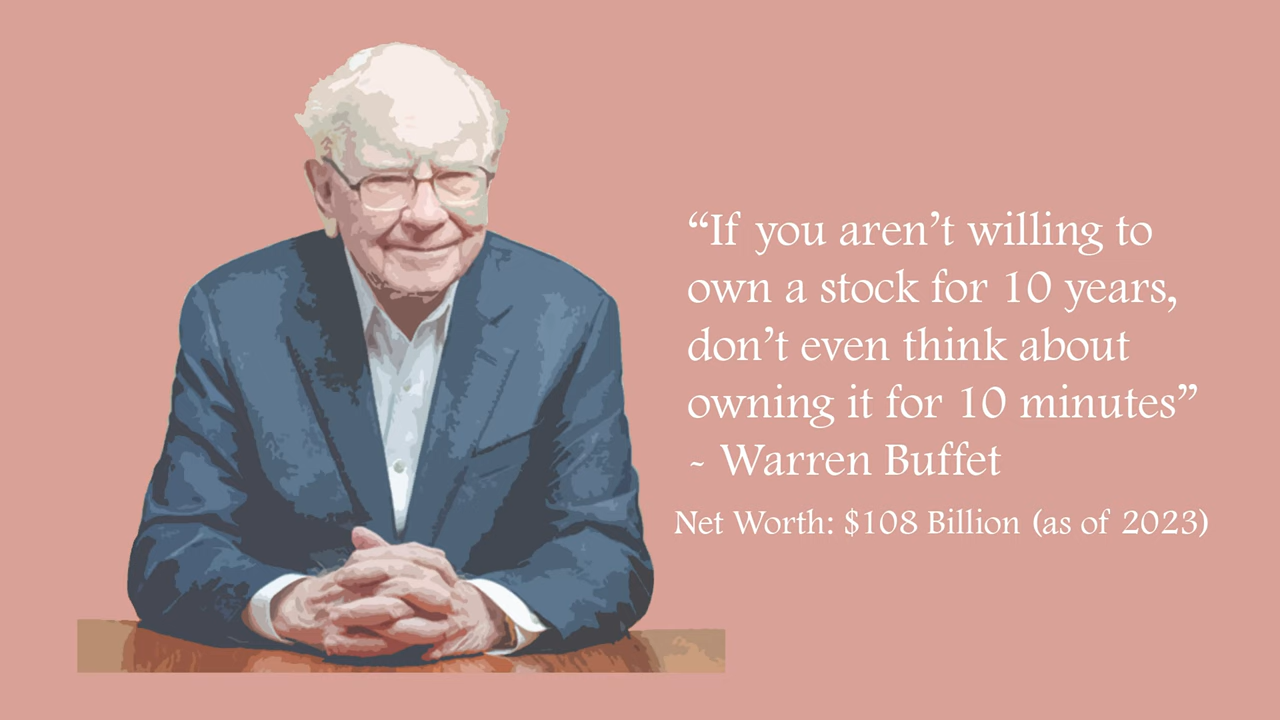 “If you aren’t willing to
own a stock for 10 years,
don’t even think about
owning it for 10 minutes”
- Warren Buffet
Net Worth: $108 Billion (as of 2023)